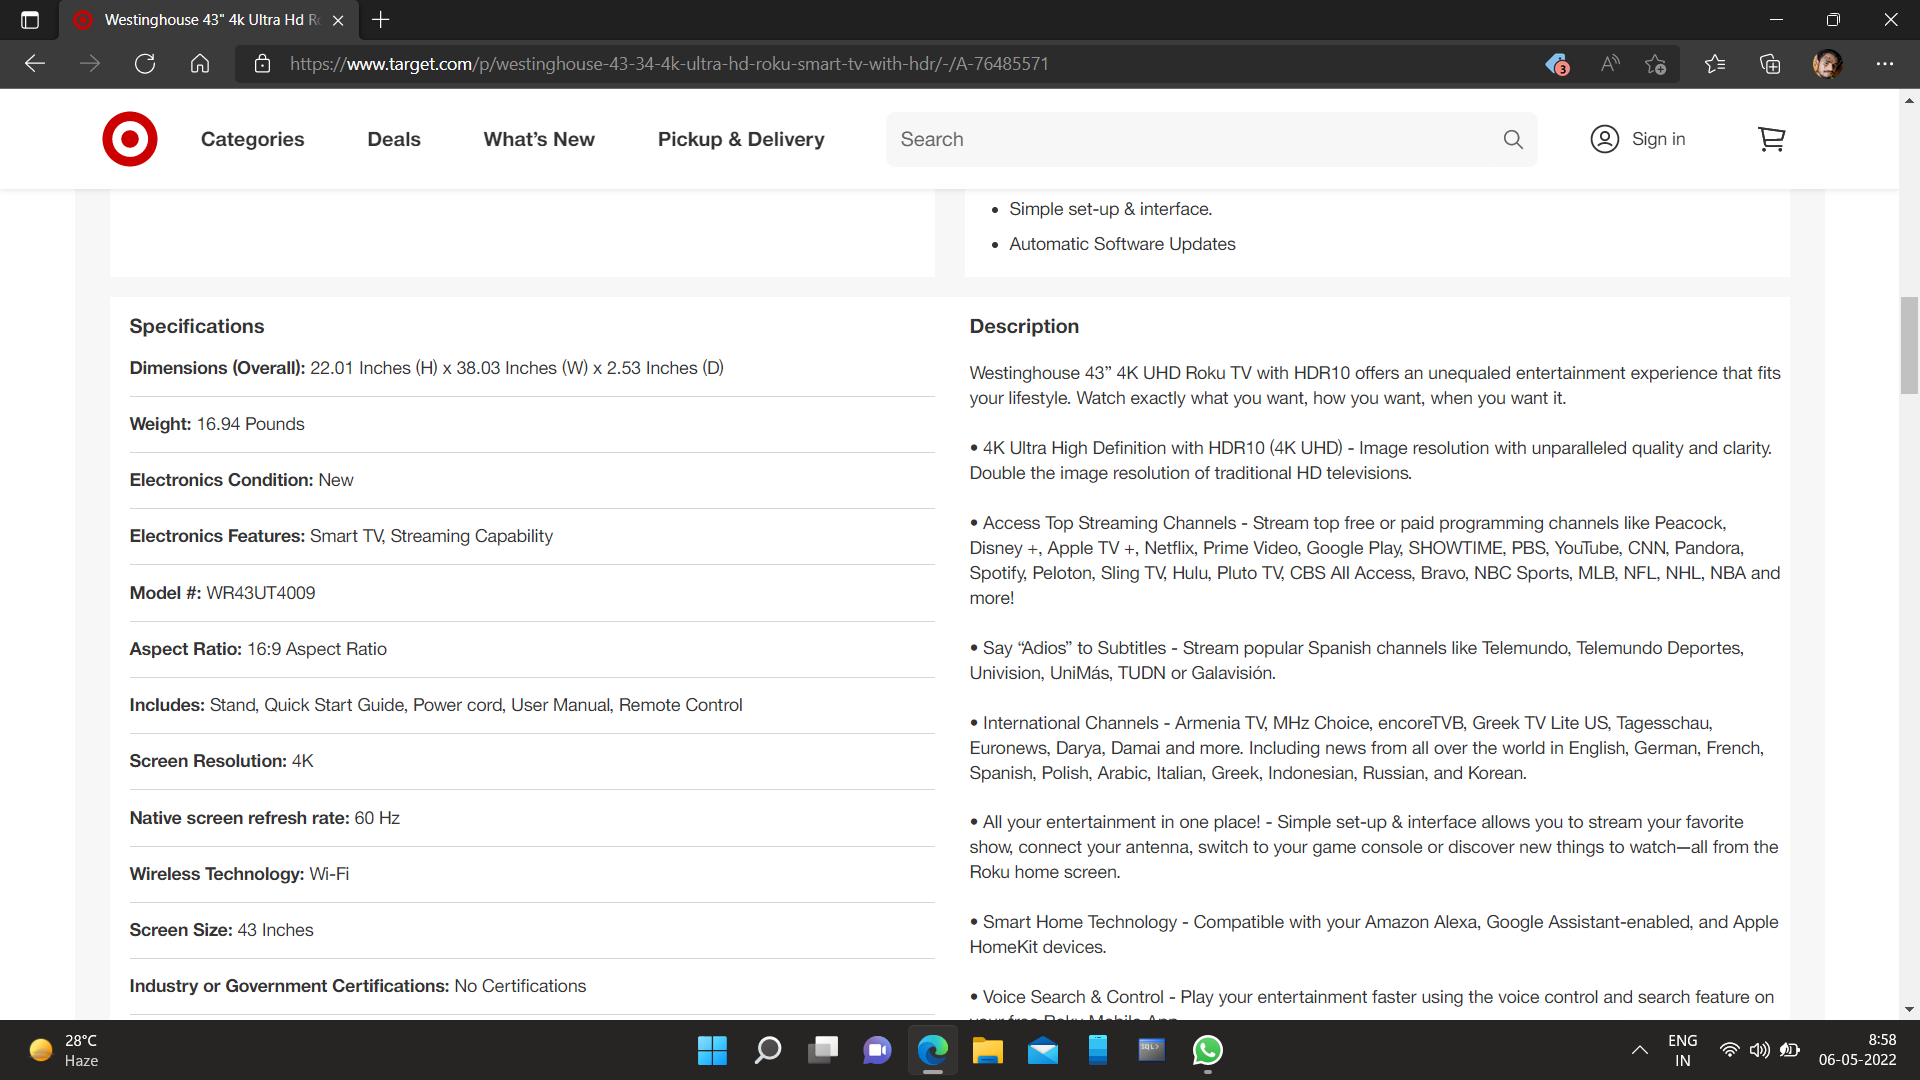 Westinghouse 43" 4k Ultra Hd Ro
https://www.target.com/p/westinghouse-43-34-4k-ultra-hd-roku-smart-tv-with-hdr/-/A-76485571
3
Categories
Deals
What’s New
Pickup & Delivery
Search
Sign in
• Simple set-up & interface.
• Automatic Software Updates
Specifications
Dimensions (Overall): 22.01 Inches (H) x 38.03 Inches (W) x 2.53 Inches (D)
Weight: 16.94 Pounds
Electronics Condition: New
Electronics Features: Smart TV, Streaming Capability
Model #: WR43UT4009
Aspect Ratio: 16:9 Aspect Ratio
Includes: Stand, Quick Start Guide, Power cord, User Manual, Remote Control
Screen Resolution: 4K
Native screen refresh rate: 60 Hz
Wireless Technology: Wi-Fi
Screen Size: 43 Inches
Industry or Government Certifications: No Certifications
Description
Westinghouse 43” 4K UHD Roku TV with HDR10 offers an unequaled entertainment experience that fits
your lifestyle. Watch exactly what you want, how you want, when you want it.
• 4K Ultra High Definition with HDR10 (4K UHD) - Image resolution with unparalleled quality and clarity.
Double the image resolution of traditional HD televisions.
• Access Top Streaming Channels - Stream top free or paid programming channels like Peacock,
Disney +, Apple TV +, Netflix, Prime Video, Google Play, SHOWTIME, PBS, YouTube, CNN, Pandora,
Spotify, Peloton, Sling TV, Hulu, Pluto TV, CBS All Access, Bravo, NBC Sports, MLB, NFL, NHL, NBA and
more!
• Say “Adios” to Subtitles - Stream popular Spanish channels like Telemundo, Telemundo Deportes,
Univision, UniMás, TUDN or Galavisión.
• International Channels - Armenia TV, MHz Choice, encoreTVB, Greek TV Lite US, Tagesschau,
Euronews, Darya, Damai and more. Including news from all over the world in English, German, French,
Spanish, Polish, Arabic, Italian, Greek, Indonesian, Russian, and Korean.
• All your entertainment in one place! - Simple set-up & interface allows you to stream your favorite
show, connect your antenna, switch to your game console or discover new things to watch—all from the
Roku home screen.
• Smart Home Technology - Compatible with your Amazon Alexa, Google Assistant-enabled, and Apple
HomeKit devices.
• Voice Search & Control - Play your entertainment faster using the voice control and search feature on
your free Roku Mobile App
28°C
Haze
SQL>
ENG
IN
8:58
06-05-2022